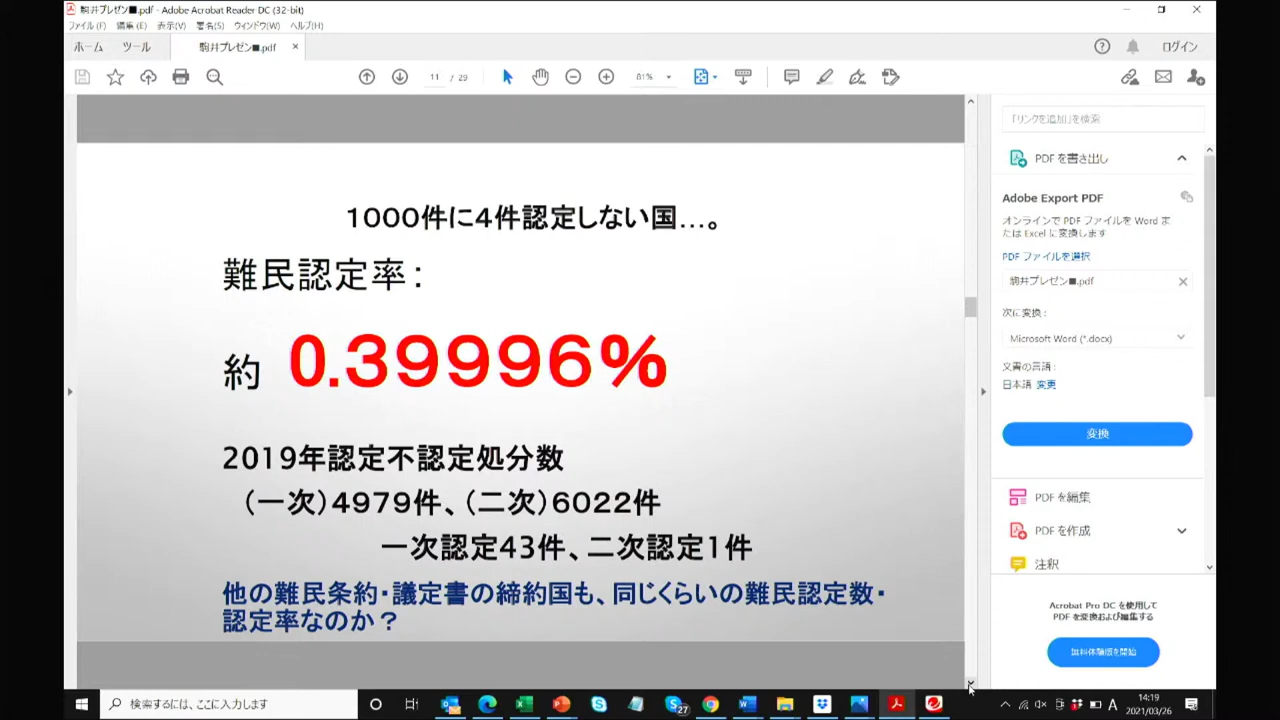 駒井プレゼン■.pdf - Adobe Acrobat Reader DC (32-bit)
ファイル(F) 編集(E) 表示(V) 署名(S) ウィンドウ(W) ヘルプ(H)
ホーム ツール 駒井プレゼン■.pdf × ログイン
11 / 29 81%
「リンクを追加」を検索
PDF を書き出し
Adobe Export PDF
オンラインで PDF ファイルを Word または Excel に変換します
PDF ファイルを選択
駒井プレゼン■.pdf
次に変換 :
Microsoft Word (*.docx)
文書の言語 :
日本語 変更
変換
PDF を編集
PDF を作成
注釈
Acrobat Pro DC を使用して
PDF を変換および編集する
無料体験版を開始
1000件に4件認定しない国…。
難民認定率：
約 0.39996%
2019年認定不認定処分数
（一次）4979件、（二次）6022件
一次認定43件、二次認定1件
他の難民条約・議定書の締約国も、同じくらいの難民認定数・
認定率なのか？
検索するには、ここに入力します
27
A
14:19
2021/03/26